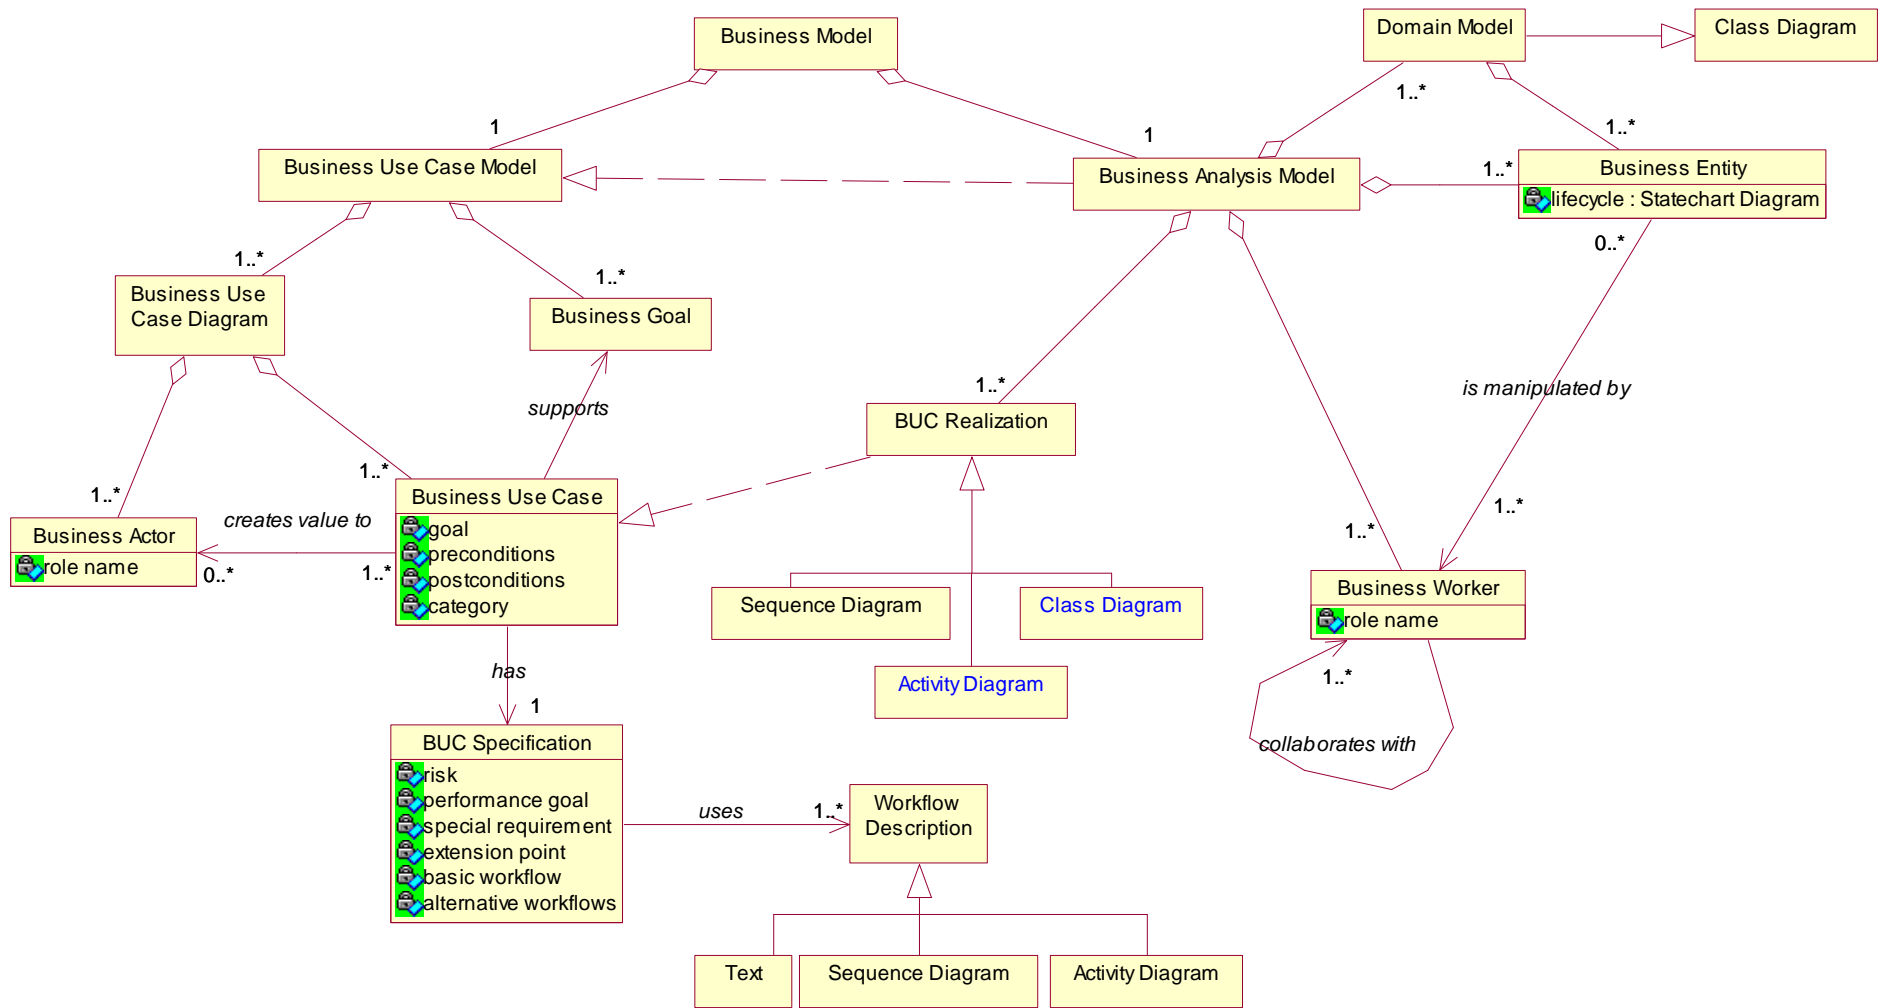 Business Model
Domain Model
Class Diagram
1..*
1
1
1..*
Business Use Case Model
Business Analysis Model
1..*
Business Entity
lifecycle : Statechart Diagram
1..*
1..*
0..*
Business Use
Case Diagram
Business Goal
supports
1..*
is manipulated by
BUC Realization
1..*
1..*
Business Use Case
goal
preconditions
postconditions
category
creates value to
Business Actor
role name
0..*
1..*
1..*
1..*
Sequence Diagram
Class Diagram
Activity Diagram
Business Worker
role name
1..*
collaborates with
has
1
BUC Specification
risk
performance goal
special requirement
extension point
basic workflow
alternative workflows
uses
1..*
Workflow
Description
Text
Sequence Diagram
Activity Diagram